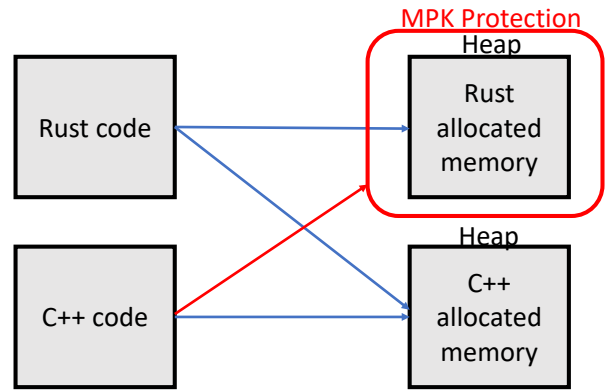 MPK Protection
Heap
Rust code
Rust
allocated
memory
Heap
C++ code
C++
allocated
memory